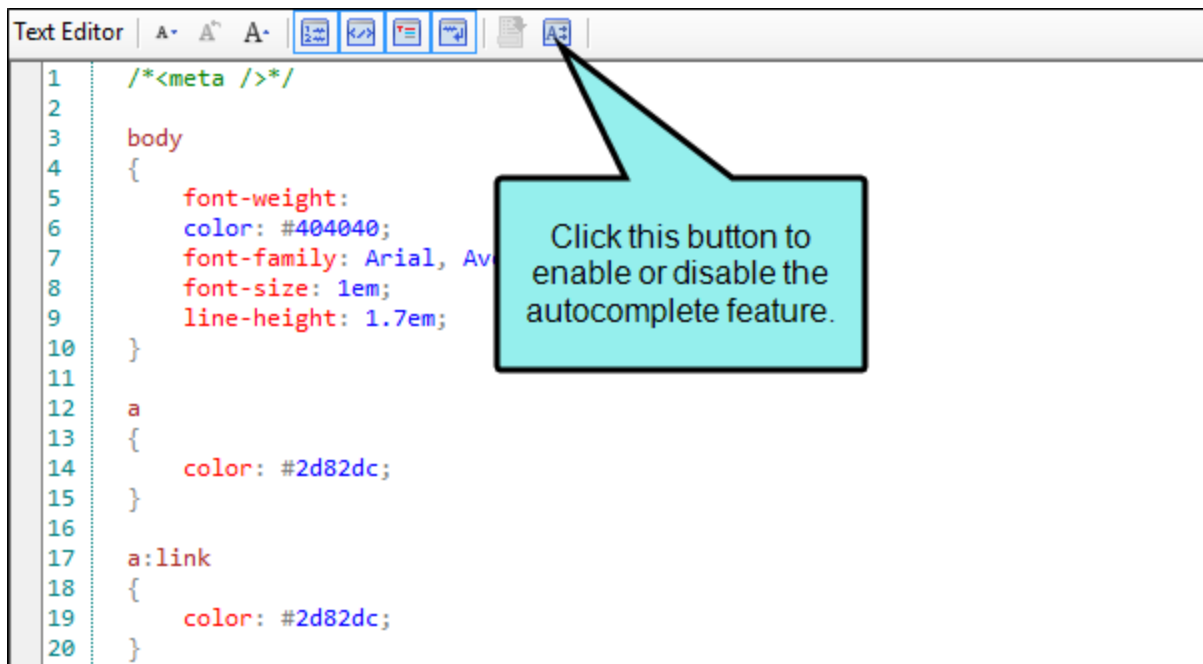 Text Editor A A A
1 /*<meta />*/
2
3 body
4 {
5 font-weight:
6 color: #404040;
7 font-family: Arial,
8 font-size: 1em;
9 line-height: 1.7em;
10 }
11
12 a
13 {
14 color: #2d82dc;
15 }
16
17 a:link
18 {
19 color: #2d82dc;
20 }
Click this button to
enable or disable the
autocomplete feature.